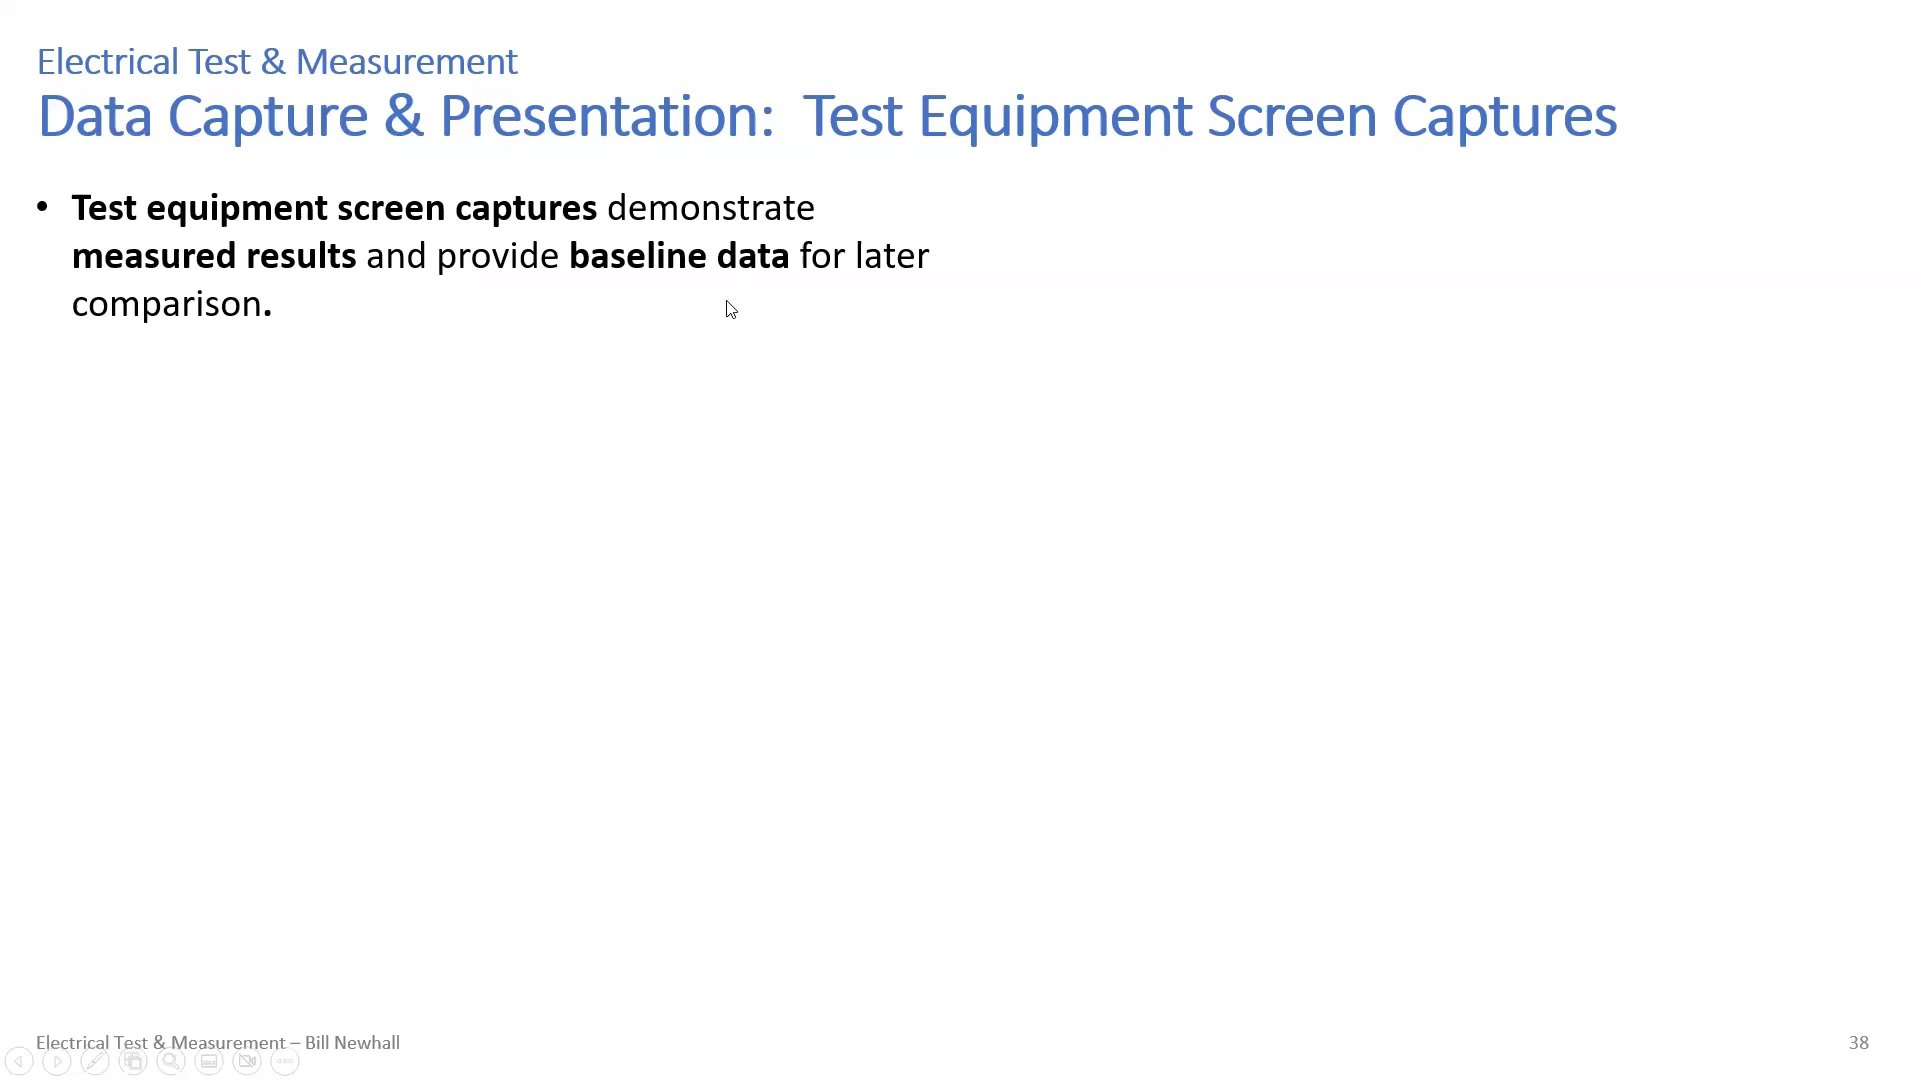 Electrical Test & Measurement
Data Capture & Presentation:  Test Equipment Screen Captures
• Test equipment screen captures demonstrate
measured results and provide baseline data for later
comparison.
Electrical Test & Measurement – Bill Newhall
38